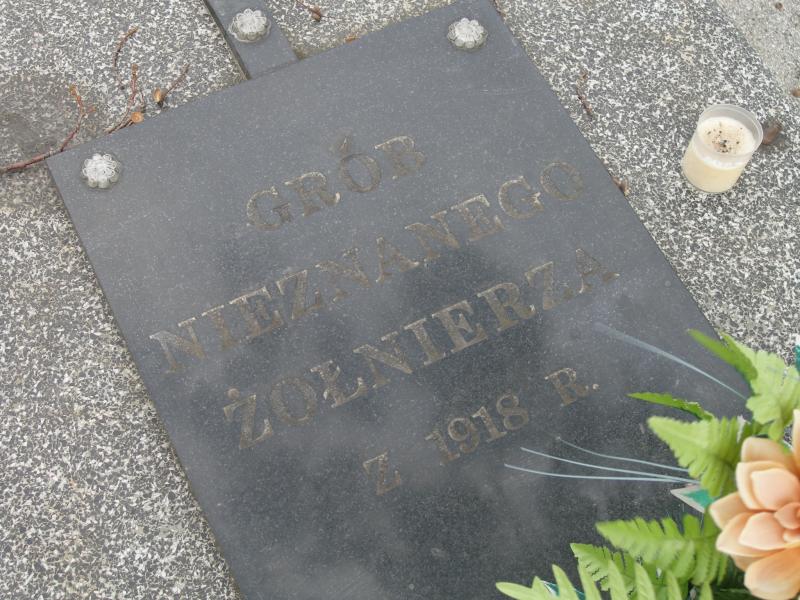 GRÓB
NIEZNANEGO
ŻOŁNIERZA
Z 1918 R.